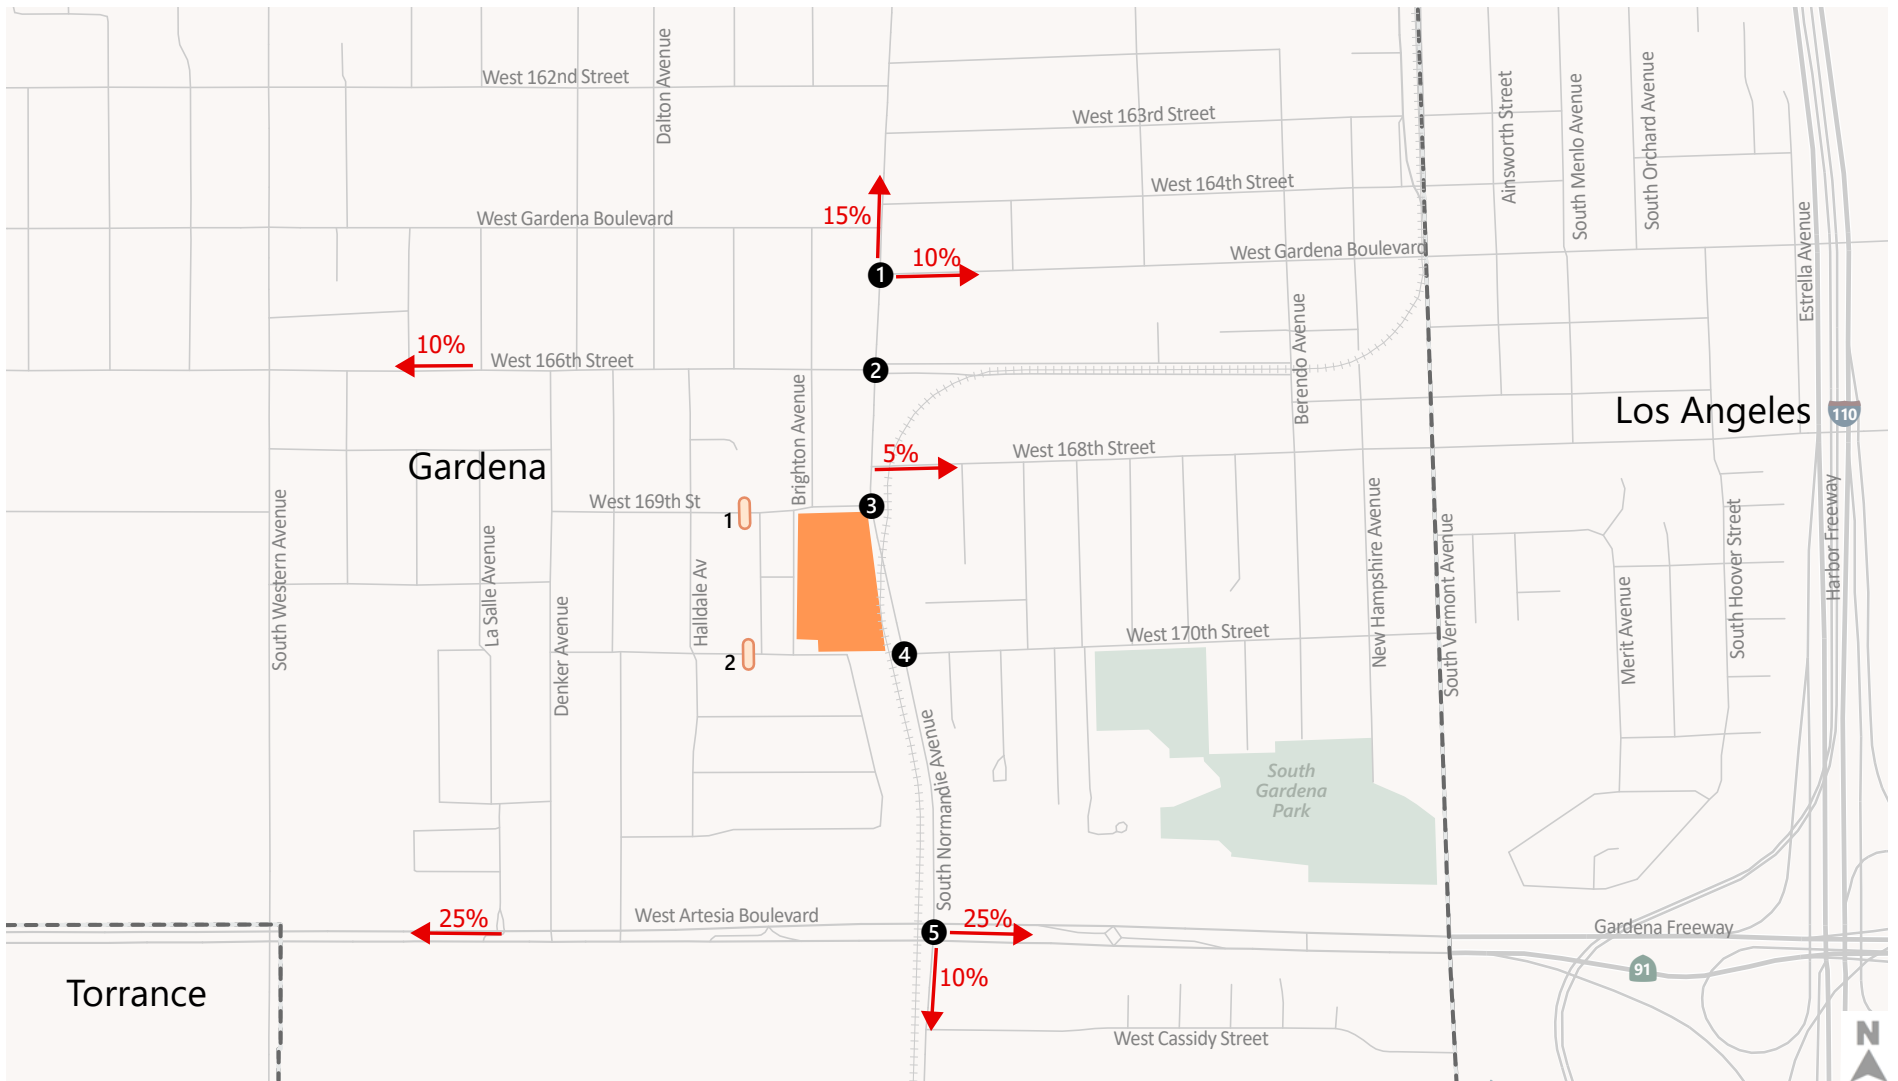 West 162nd Street
Dalton Avenue
West 163rd Street
Ainsworth Street
South Menlo Avenue
South Orchard Avenue
West 164th Street
15%
West Gardena Boulevard
10%
West Gardena Boulevard
1
Estrella Avenue
10%
West 166th Street
2
Berendo Avenue
Brighton Avenue
Los Angeles
110
5%
West 168th Street
Gardena
West 169th St
1
3
South Western Avenue
La Salle Avenue
Denker Avenue
Halldale Av
New Hampshire Avenue
South Vermont Avenue
Merit Avenue
South Hoover Street
Harbor Freeway
West 170th Street
2
4
South Normandie Avenue
South
Gardena
Park
25%
West Artesia Boulevard
5
25%
Gardena Freeway
91
10%
Torrance
West Cassidy Street
N